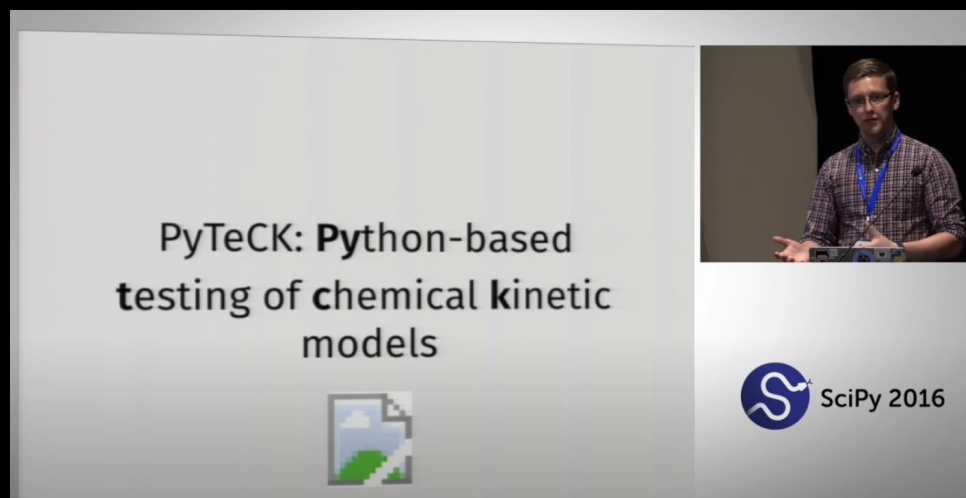 PyTeCK: Python-based
testing of chemical kinetic
models
SciPy 2016